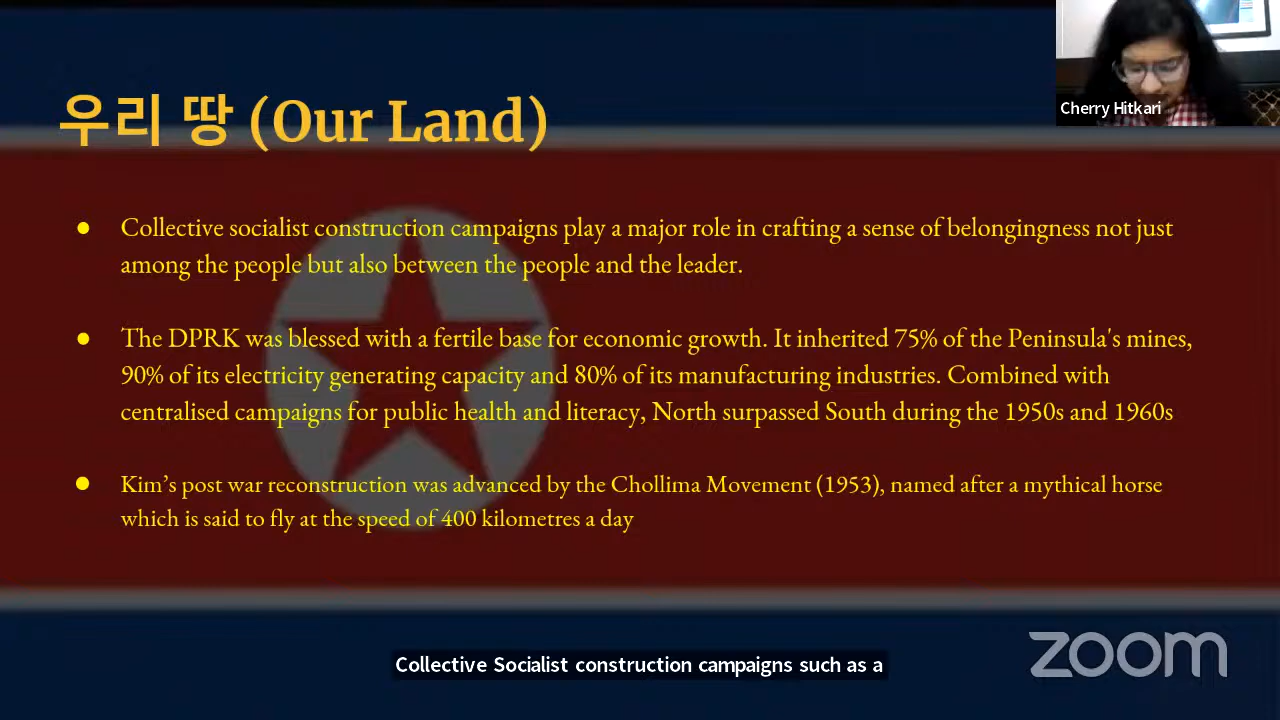 우리 땅 (Our Land)
Cherry Hitkari
● Collective socialist construction campaigns play a major role in crafting a sense of belongingness not just
among the people but also between the people and the leader.
● The DPRK was blessed with a fertile base for economic growth. It inherited 75% of the Peninsula's mines,
90% of its electricity generating capacity and 80% of its manufacturing industries. Combined with
centralised campaigns for public health and literacy, North surpassed South during the 1950s and 1960s
● Kim’s post war reconstruction was advanced by the Chollima Movement (1953), named after a mythical horse
which is said to fly at the speed of 400 kilometres a day
Collective Socialist construction campaigns such as a
zoom